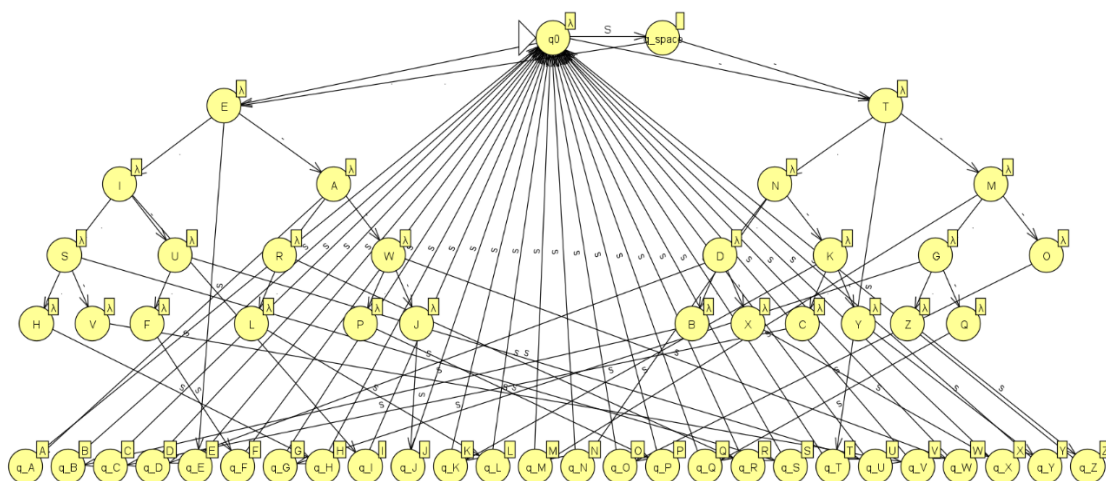 λ
q0 S q_space
λ λ
E T
λ λ λ λ
I A N M
λ λ λ λ λ λ λ λ
S U R W D K G O
λ λ λ λ λ λ λ λ λ λ λ λ
H V F L P J B X C Y Z Q
A B C D E F G H I J K L M N O P Q R S T U V W X Y Z
q_A q_B q_C q_D q_E q_F q_G q_H q_I q_J q_K q_L q_M q_N q_O q_P q_Q q_R q_S q_T q_U q_V q_W q_X q_Y q_Z